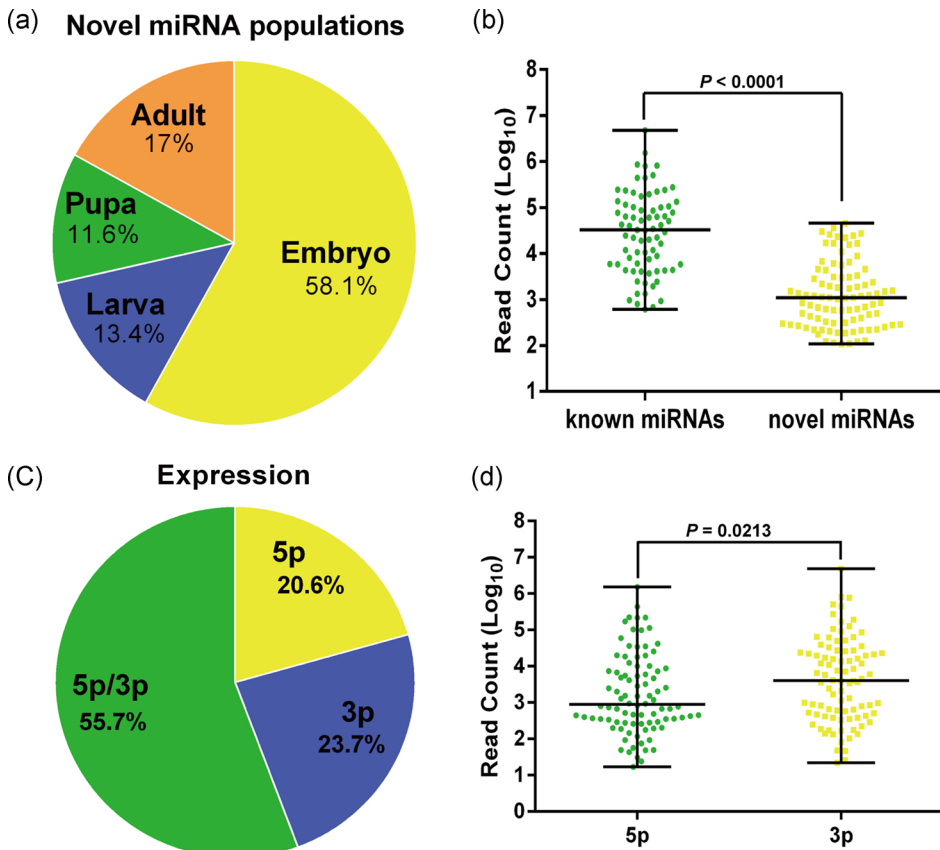 (a)
Novel miRNA populations
Adult
17%
Pupa
11.6%
Larva
13.4%
Embryo
58.1%
(b)
P < 0.0001
Read Count (Log10)
8
7
6
5
4
3
2
1
known miRNAs
novel miRNAs
(C)
Expression
5p
20.6%
5p/3p
55.7%
3p
23.7%
(d)
P = 0.0213
Read Count (Log10)
8
7
6
5
4
3
2
1
0
5p
3p